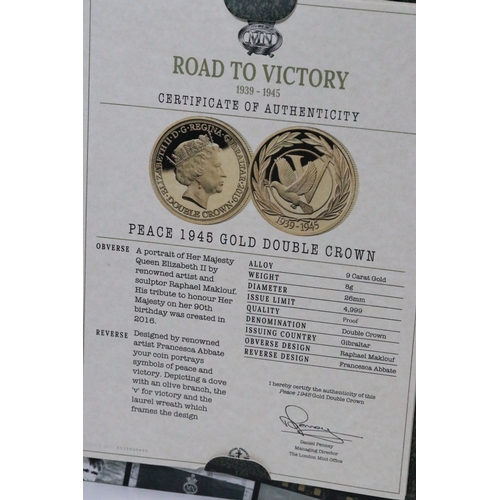 MN
ROAD TO VICTORY
1939 - 1945
CERTIFICATE OF AUTHENTICITY
ELIZABETH II·D·G·REGINA·GIBRALTAR·2019·
DOUBLE CROWN
1939-1945
PEACE 1945 GOLD DOUBLE CROWN
OBVERSE
A portrait of Her Majesty
Queen Elizabeth II by
renowned artist and
sculptor Raphael Maklouf.
His tribute to honour Her
Majesty on her 90th
birthday was created in
2016.
REVERSE
Designed by renowned
artist Francesca Abbate
your coin portrays
symbols of peace and
victory. Depicting a dove
with an olive branch, the
'v' for victory and the
laurel wreath which
frames the design
ALLOY 9 Carat Gold
WEIGHT 8g
DIAMETER 26mm
ISSUE LIMIT 4,999
QUALITY Proof
DENOMINATION Double Crown
ISSUING COUNTRY Gibraltar
OBVERSE DESIGN Raphael Maklouf
REVERSE DESIGN Francesca Abbate
I hereby certify the authenticity of this
Peace 1945 Gold Double Crown
Daniel Penney
Managing Director
The London Mint Office